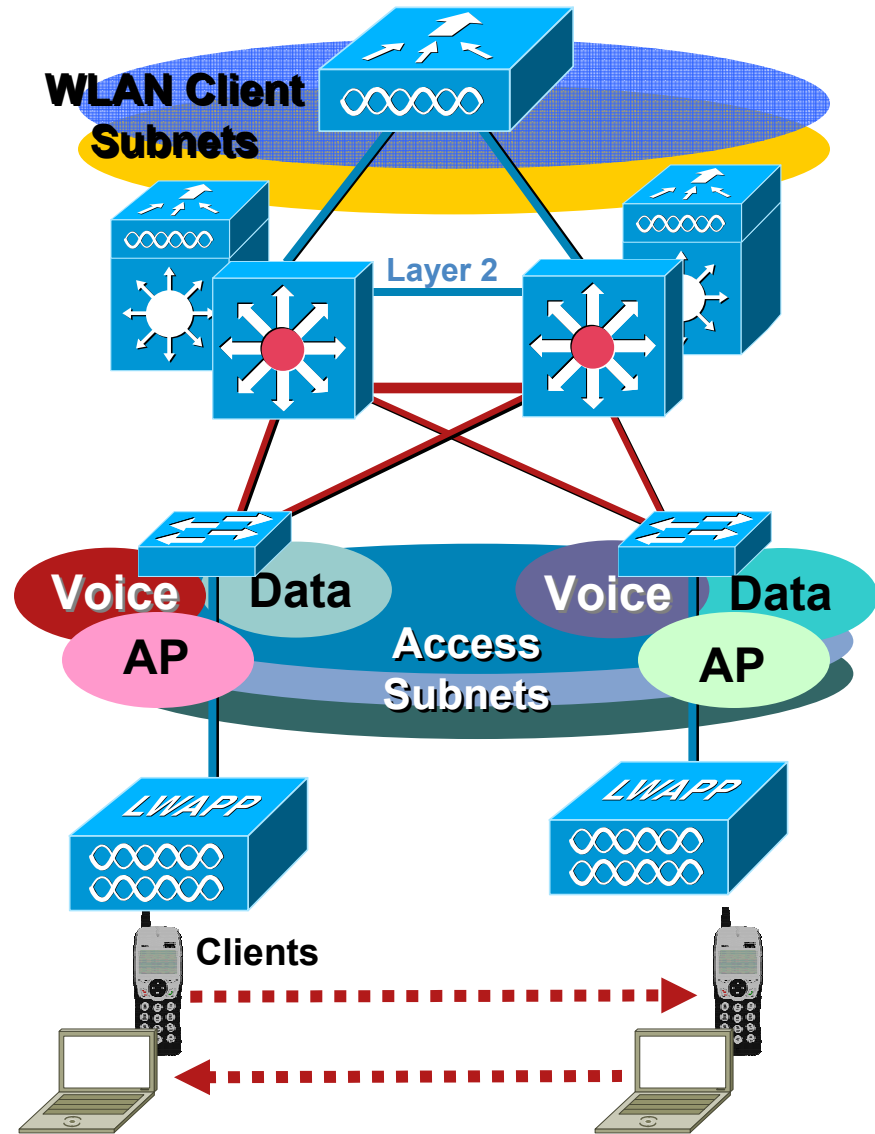 WLAN Client
Subnets
Layer 2
Voice
Data
Voice
Data
AP
Access
Subnets
AP
LWAPP
LWAPP
Clients